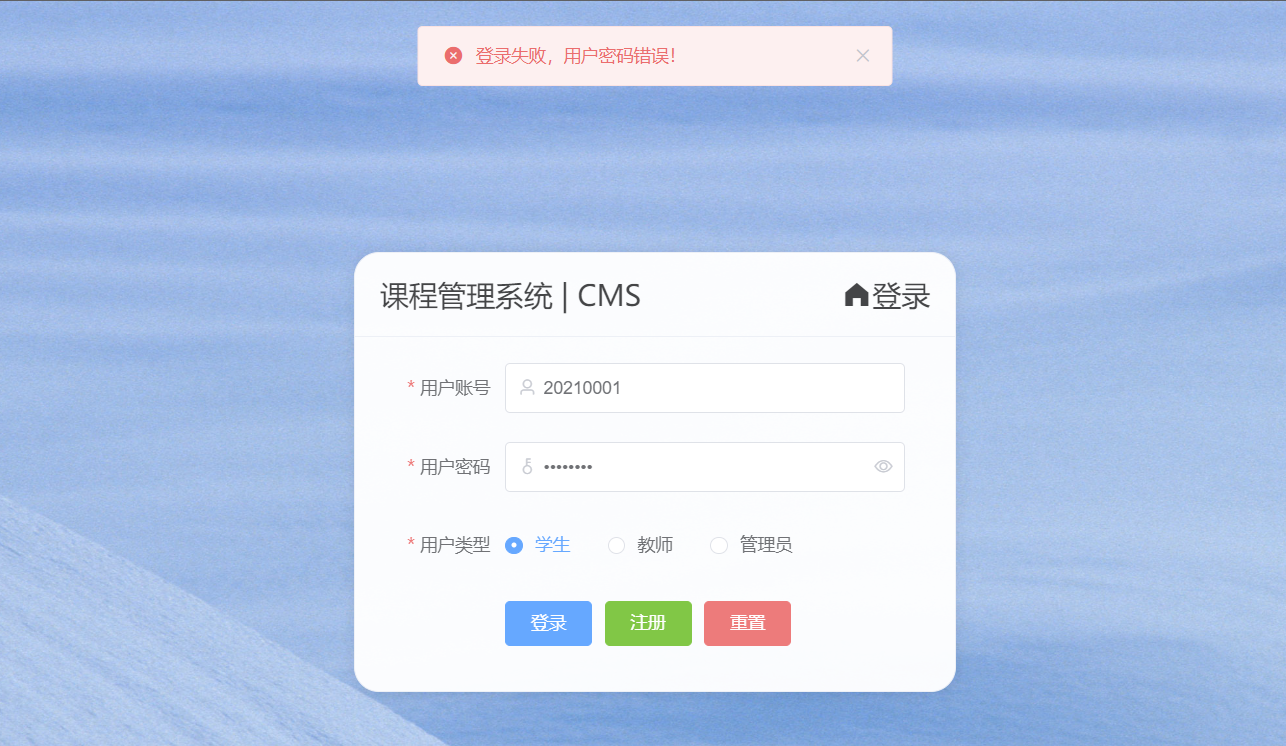 登录失败，用户密码错误！
课程管理系统 | CMS
登录
* 用户账号 20210001
* 用户密码 ••••••••
* 用户类型 学生 教师 管理员
登录 注册 重置